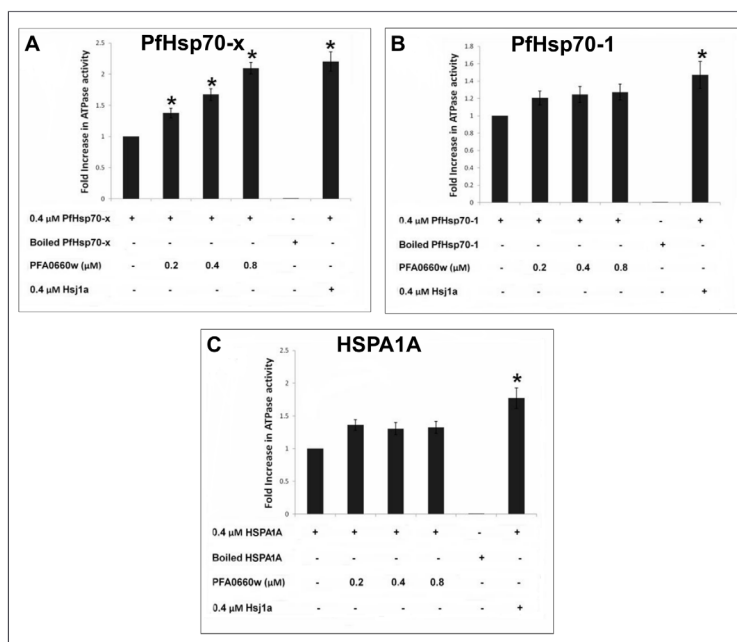 A
PfHsp70-x
Fold Increase in ATPase activity
2.5
2
1.5
1
0.5
0
*
*
*
*
0.4 µM PfHsp70-x + + + + - +
Boiled PfHsp70-x - - - - + -
PFA0660w (µM) - 0.2 0.4 0.8 - -
0.4 µM Hsj1a - - - - - +
B
PfHsp70-1
Fold Increase in ATPase activity
1.8
1.6
1.4
1.2
1
0.8
0.6
0.4
0.2
0
*
0.4 µM PfHsp70-1 + + + + - +
Boiled PfHsp70-1 - - - - + -
PFA0660w (µM) - 0.2 0.4 0.8 - -
0.4 µM Hsj1a - - - - - +
C
HSPA1A
Fold Increase in ATPase activity
2.5
2
1.5
1
0.5
0
*
0.4 µM HSPA1A + + + + - +
Boiled HSPA1A - - - - + -
PFA0660w (µM) - 0.2 0.4 0.8 - -
0.4 µM Hsj1a - - - - - +